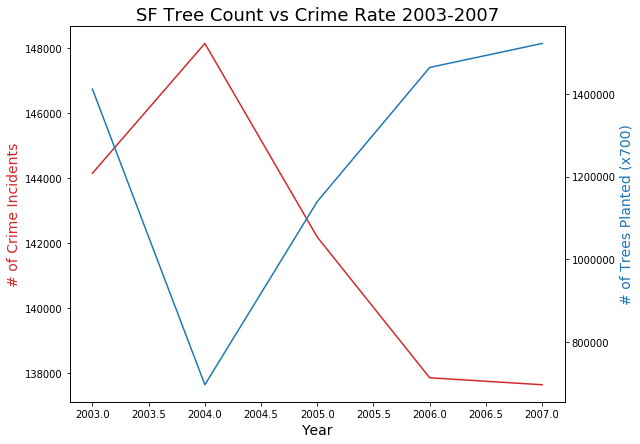 SF Tree Count vs Crime Rate 2003-2007
# of Crime Incidents
148000
146000
144000
142000
140000
138000
1400000
1200000
1000000
800000
# of Trees Planted (x700)
2003.0 2003.5 2004.0 2004.5 2005.0 2005.5 2006.0 2006.5 2007.0
Year